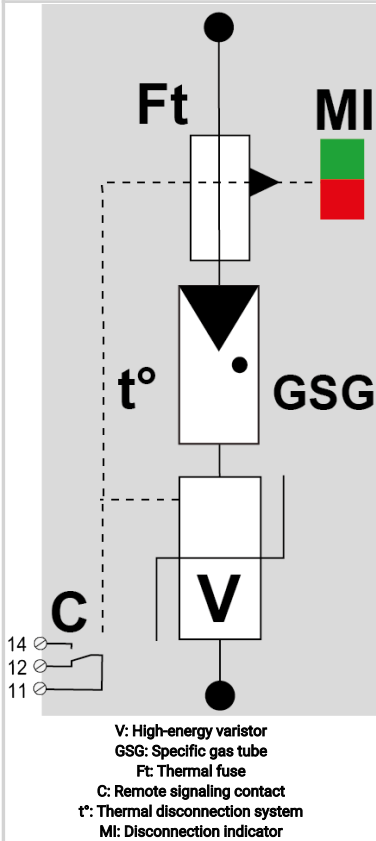 Ft
MI
t°
GSG
V
C
14
12
11
V: High-energy varistor
GSG: Specific gas tube
Ft: Thermal fuse
C: Remote signaling contact
t°: Thermal disconnection system
MI: Disconnection indicator